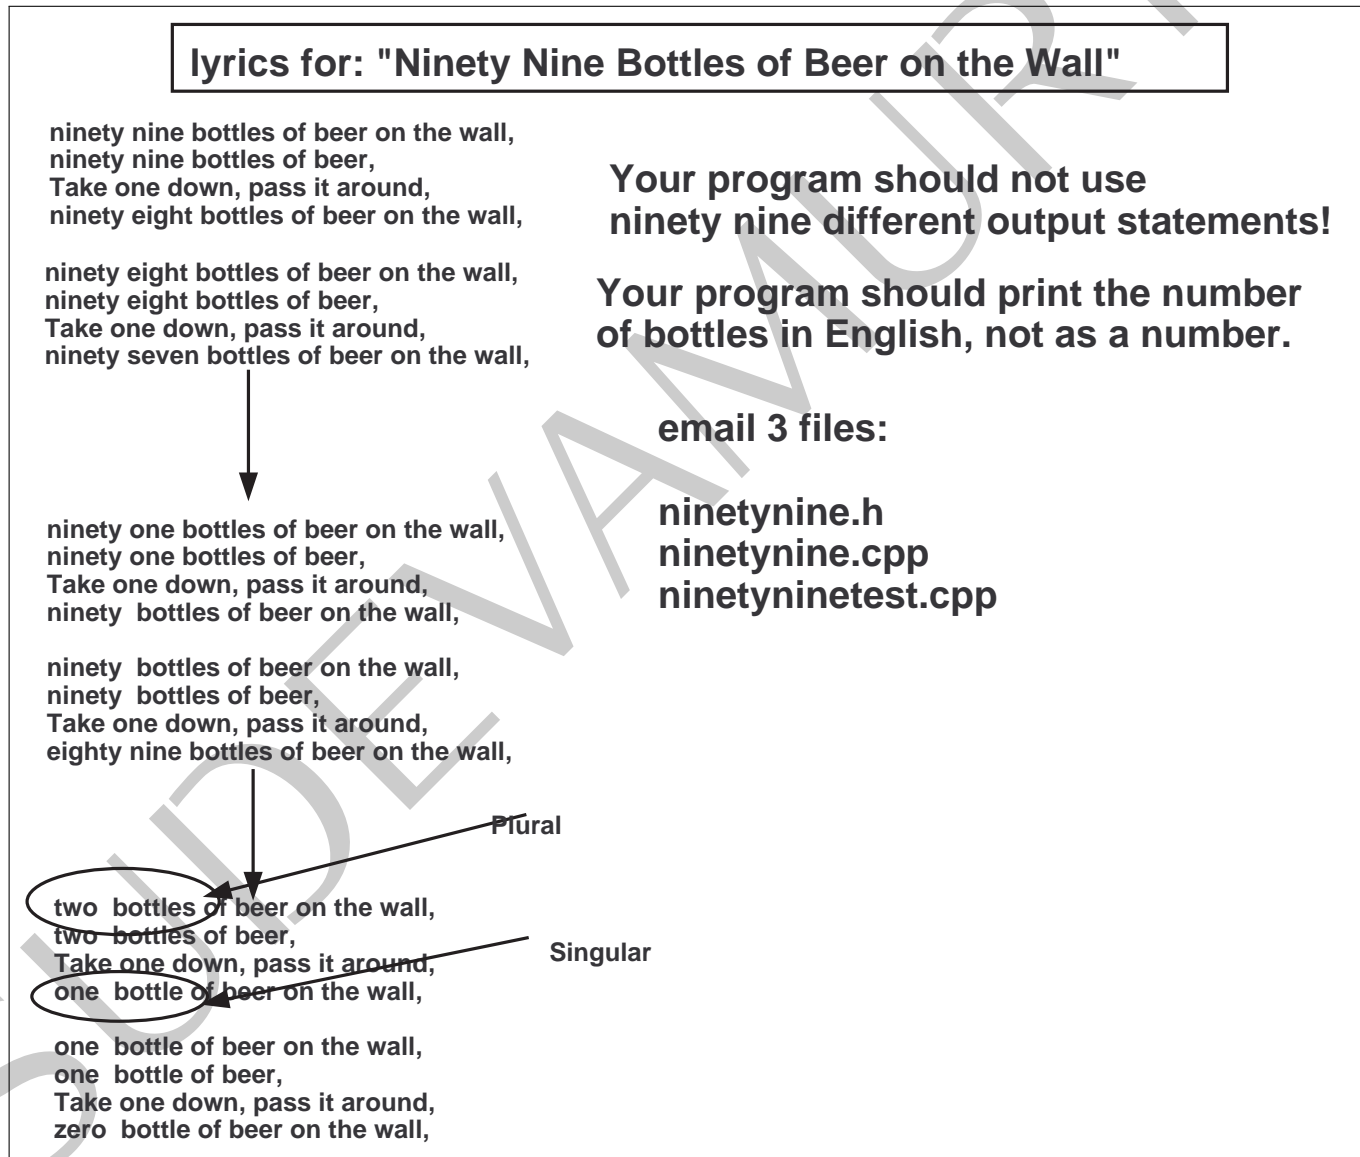 lyrics for: "Ninety Nine Bottles of Beer on the Wall"
ninety nine bottles of beer on the wall,
ninety nine bottles of beer,
Take one down, pass it around,
ninety eight bottles of beer on the wall,
ninety eight bottles of beer on the wall,
ninety eight bottles of beer,
Take one down, pass it around,
ninety seven bottles of beer on the wall,
ninety one bottles of beer on the wall,
ninety one bottles of beer,
Take one down, pass it around,
ninety  bottles of beer on the wall,
ninety  bottles of beer on the wall,
ninety  bottles of beer,
Take one down, pass it around,
eighty nine bottles of beer on the wall,
Plural
two  bottles of beer on the wall,
two  bottles of beer,
Take one down, pass it around,
one  bottle of beer on the wall,
Singular
one  bottle of beer on the wall,
one  bottle of beer,
Take one down, pass it around,
zero  bottle of beer on the wall,
Your program should not use
ninety nine different output statements!
Your program should print the number
of bottles in English, not as a number.
email 3 files:
ninetynine.h
ninetynine.cpp
ninetyninetest.cpp
UDEVAMUR